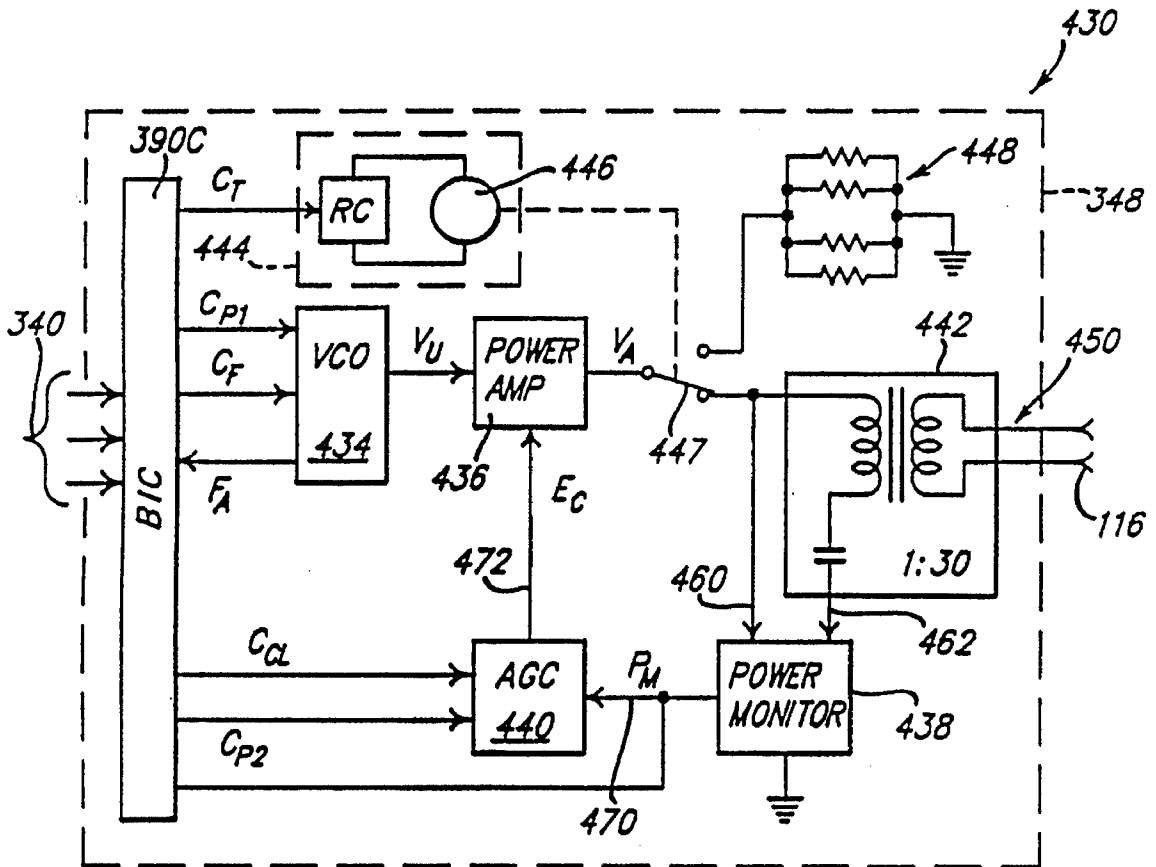 430
390C
C_T
RC
446
448
348
444
340
C_P1
C_F
VCO
434
F_A
V_U
POWER
AMP
436
V_A
447
442
450
116
BIC
E_C
472
460
1:30
462
C_CL
AGC
440
P_M
POWER
MONITOR
438
C_P2
470